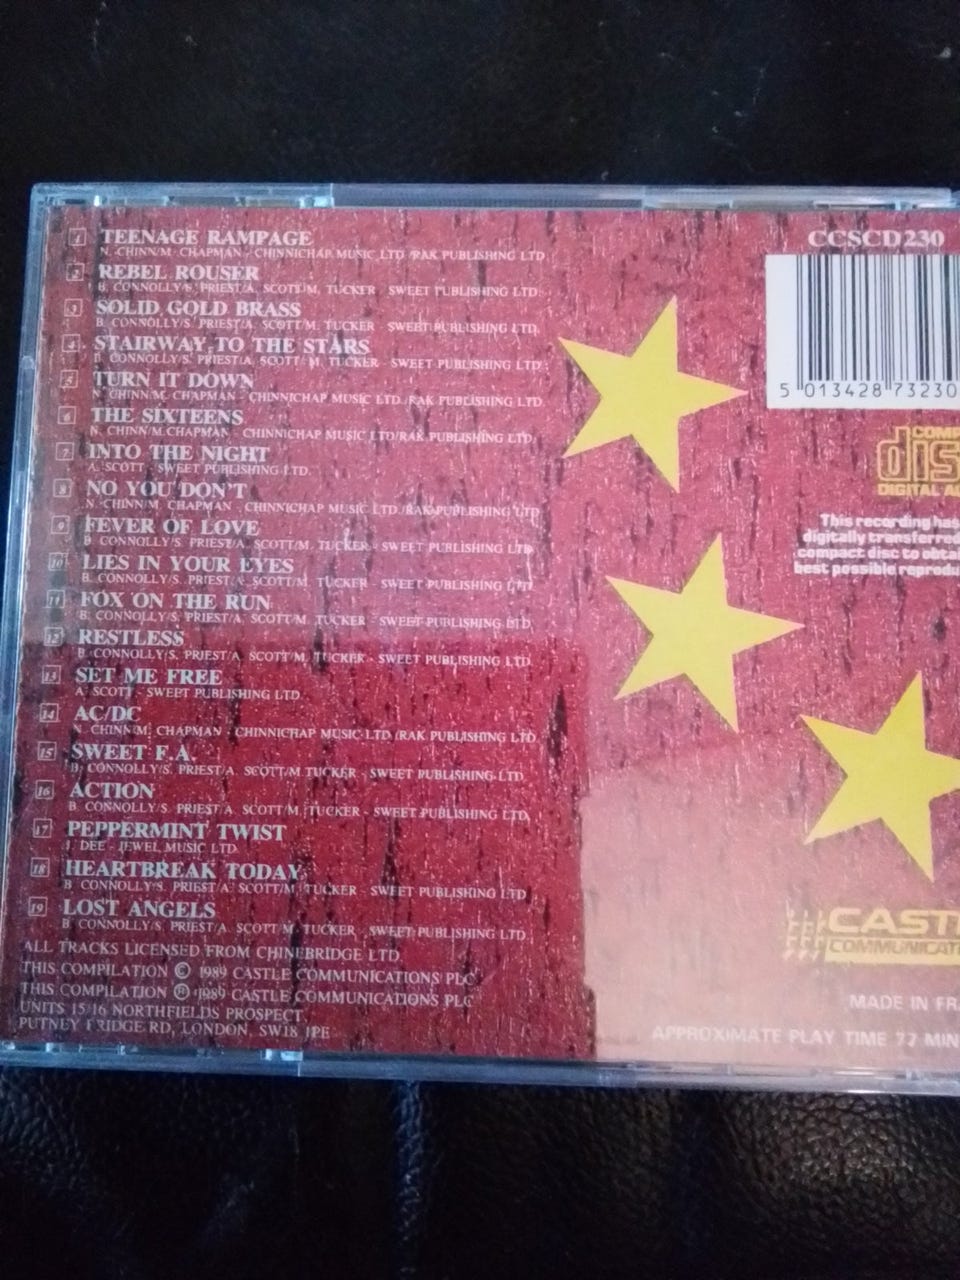 1 TEENAGE RAMPAGE
N. CHINN/M. CHAPMAN - CHINNICHAP MUSIC LTD/RAK PUBLISHING LTD
2 REBEL ROUSER
B. CONNOLLY/S. PRIEST/A. SCOTT/M. TUCKER - SWEET PUBLISHING LTD.
3 SOLID GOLD BRASS
B. CONNOLLY/S. PRIEST/A. SCOTT/M. TUCKER - SWEET PUBLISHING LTD.
4 STAIRWAY TO THE STARS
B. CONNOLLY/S. PRIEST/A. SCOTT/M. TUCKER - SWEET PUBLISHING LTD.
5 TURN IT DOWN
N. CHINN/M. CHAPMAN - CHINNICHAP MUSIC LTD/RAK PUBLISHING LTD.
6 THE SIXTEENS
N. CHINN/M.CHAPMAN - CHINNICHAP MUSIC LTD/RAK PUBLISHING LTD.
7 INTO THE NIGHT
A. SCOTT - SWEET PUBLISHING LTD.
8 NO YOU DON'T
N. CHINN/M. CHAPMAN - CHINNICHAP MUSIC LTD./RAK PUBLISHING LTD
9 FEVER OF LOVE
B. CONNOLLY/S. PRIEST/A. SCOTT/M. TUCKER - SWEET PUBLISHING LTD
10 LIES IN YOUR EYES
B. CONNOLLY/S. PRIEST/A. SCOTT/M. TUCKER - SWEET PUBLISHING LTD.
11 FOX ON THE RUN
B. CONNOLLY/S. PRIEST/A. SCOTT/M. TUCKER - SWEET PUBLISHING LTD.
12 RESTLESS
B. CONNOLLY/S. PRIEST/A. SCOTT/M. TUCKER - SWEET PUBLISHING LTD.
13 SET ME FREE
A. SCOTT - SWEET PUBLISHING LTD.
14 AC/DC
N. CHINN/M. CHAPMAN - CHINNICHAP MUSIC LTD/RAK PUBLISHING LTD.
15 SWEET F.A.
B. CONNOLLY/S. PRIEST/A. SCOTT/M.TUCKER - SWEET PUBLISHING LTD.
16 ACTION
B. CONNOLLY/S. PRIEST/A. SCOTT/M. TUCKER - SWEET PUBLISHING LTD.
17 PEPPERMINT TWIST
J. DEE - JEWEL MUSIC LTD
18 HEARTBREAK TODAY
B. CONNOLLY/S. PRIEST/A. SCOTT/M. TUCKER - SWEET PUBLISHING LTD.
19 LOST ANGELS
B. CONNOLLY/S. PRIEST/A. SCOTT/M. TUCKER - SWEET PUBLISHING LTD.
ALL TRACKS LICENSED FROM CHINEBRIDGE LTD.
THIS COMPILATION © 1989 CASTLE COMMUNICATIONS PLC
THIS COMPILATION ℗ 1989 CASTLE COMMUNICATIONS PLC
UNITS 15/16 NORTHFIELDS PROSPECT,
PUTNEY BRIDGE RD, LONDON, SW18 1PE
CCSCD 230
5 013428 73230
COMP
dis
DIGITAL AU
This recording has
digitally transferred
compact disc to obtai
best possible reprodu
CASTL
COMMUNICATI
MADE IN FRA
APPROXIMATE PLAY TIME 77 MIN